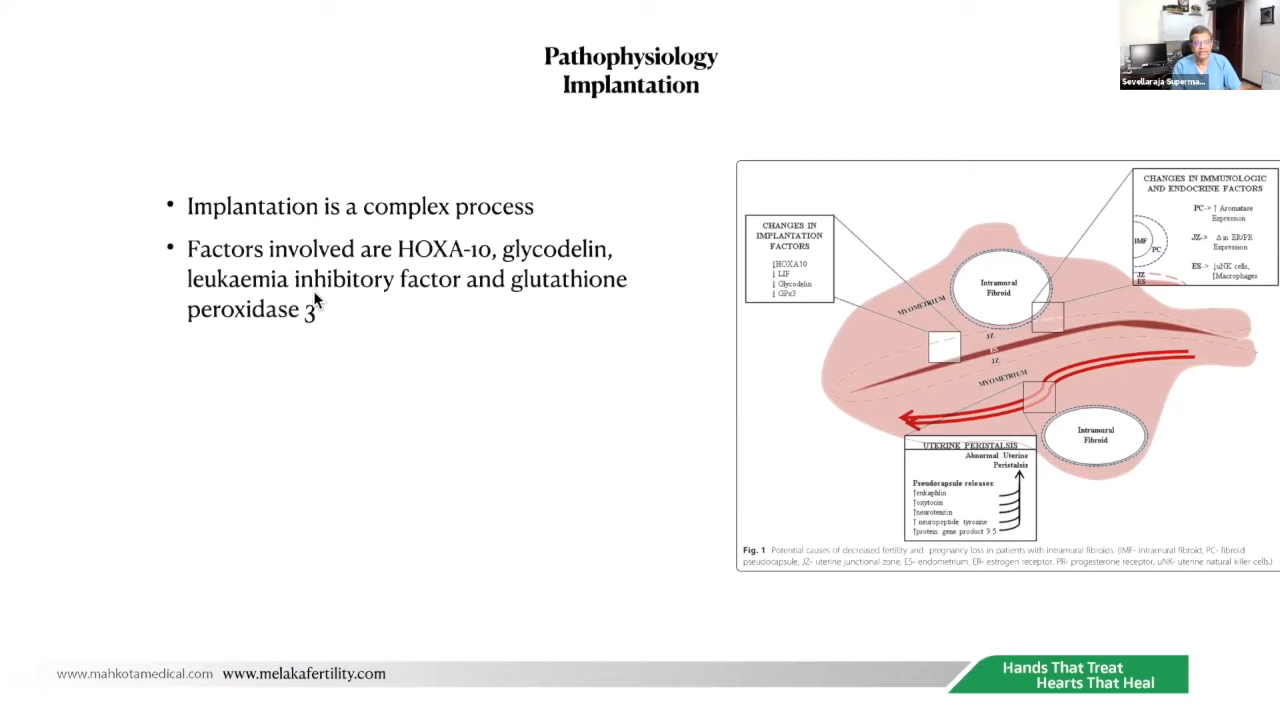 Pathophysiology
Implantation
Sevellaraja Superma...
• Implantation is a complex process
• Factors involved are HOXA-10, glycodelin,
leukaemia inhibitory factor and glutathione
peroxidase 3
CHANGES IN
IMPLANTATION
FACTORS
↓HOXA10
↓ LIF
↓ Glycodelin
↓ GPx3
CHANGES IN IMMUNOLOGIC
AND ENDOCRINE FACTORS
PC-> ↑ Aromatase
Expression
JZ-> Δ in ER/PR
Expression
ES-> ↓uNK cells,
↑Macrophages
IMF
PC
JZ
ES
Intramural
Fibroid
MYOMETRIUM
JZ
ES
JZ
MYOMETRIUM
Intramural
Fibroid
UTERINE PERISTALSIS
Abnormal Uterine
Peristalsis
Pseudocapsule releases:
↑enkaphlin
↑oxytocin
↑neurotensin
↑ neuropeptide tyrosine
↑protein gene product 9.5
Fig. 1 Potential causes of decreased fertility and pregnancy loss in patients with intramural fibroids. (IMF- intramural fibroid, PC- fibroid
pseudocapsule, JZ- uterine junctional zone, ES- endometrium, ER- estrogen receptor, PR- progesterone receptor, uNK- uterine natural killer cells.)
www.mahkotamedical.com www.melakafertility.com
Hands That Treat
Hearts That Heal